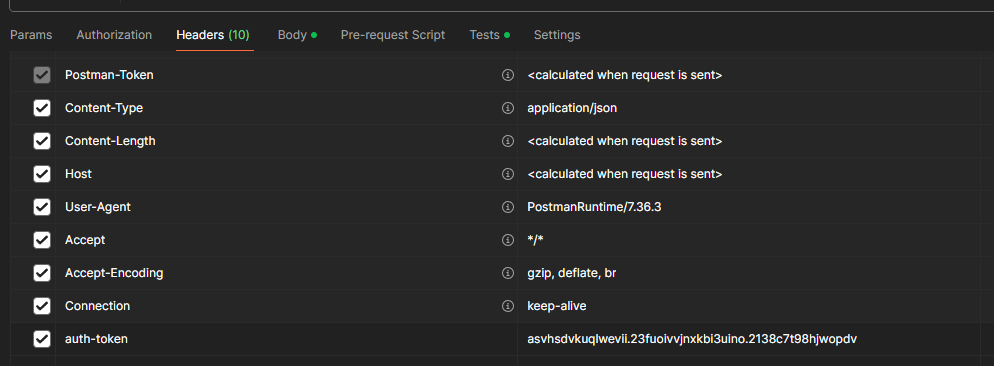 Params Authorization Headers (10) Body Pre-request Script Tests Settings
Postman-Token <calculated when request is sent>
Content-Type application/json
Content-Length <calculated when request is sent>
Host <calculated when request is sent>
User-Agent PostmanRuntime/7.36.3
Accept */*
Accept-Encoding gzip, deflate, br
Connection keep-alive
auth-token asvhsdvkuqlwevii.23fuoivvjnxkbi3uino.2138c7t98hjwopdv